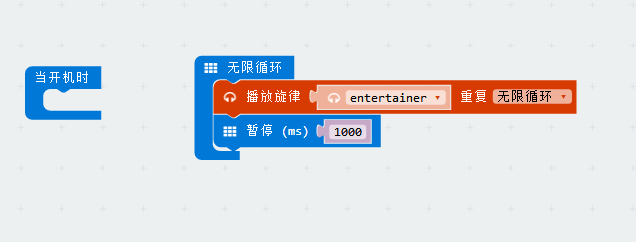 当开机时
无限循环
播放旋律 entertainer 重复 无限循环
暂停 (ms) 1000